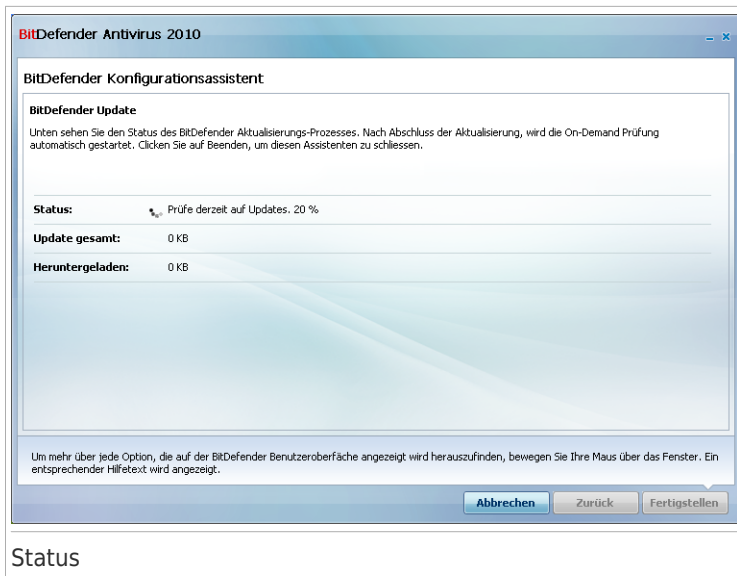 BitDefender Antivirus 2010
BitDefender Konfigurationsassistent
BitDefender Update
Unten sehen Sie den Status des BitDefender Aktualisierungs-Prozesses. Nach Abschluss der Aktualisierung, wird die On-Demand Prüfung
automatisch gestartet. Clicken Sie auf Beenden, um diesen Assistenten zu schliessen.
Status: Prüfe derzeit auf Updates. 20 %
Update gesamt: 0 KB
Heruntergeladen: 0 KB
Um mehr über jede Option, die auf der BitDefender Benutzeroberfäche angezeigt wird herauszufinden, bewegen Sie Ihre Maus über das Fenster. Ein
entsprechender Hilfetext wird angezeigt.
Abbrechen Zurück Fertigstellen
Status